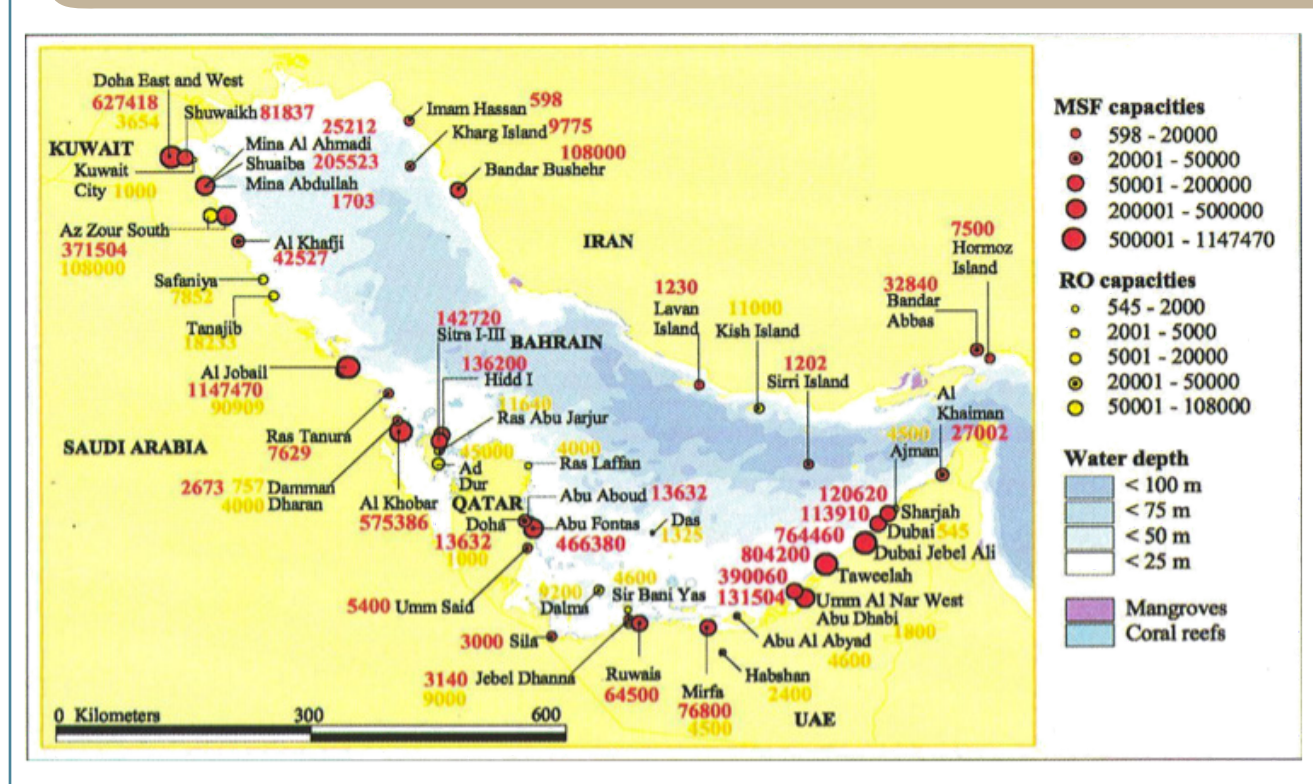 Doha East and West
627418
3654
Shuwaikh 81837
25212
Mina Al Ahmadi
KUWAIT
Shuaiba 205523
Kuwait
City 1000
Mina Abdullah
1703
Az Zour South
371504
108000
Al Khafji
42527
Safaniya
7852
Tanajib
18233
Imam Hassan 598
Kharg Island 9775
108000
Bandar Bushehr
IRAN
7500
Hormoz
Island
32840
Bandar
Abbas
1230
Lavan
Island
11000
Kish Island
1202
Sirri Island
Al
Khaiman
27002
4500
Ajman
142720
Sitra I-III
BAHRAIN
136200
Hidd I
11640
Ras Abu Jarjur
Al Jobail
1147470
90909
Ras Tanura
7629
SAUDI ARABIA
2673 757 Damman
4000 Dharan
Al Khobar
575386
45000
Ad
Dur
4000
Ras Laffan
QATAR
Abu Aboud 13632
Doha
13632
1000
Abu Fontas
466380
Das
1325
120620
Sharjah
113910
Dubai 545
764460
Dubai Jebel Ali
804200
Taweelah
390060
131504
Umm Al Nar West
Abu Dhabi
1800
5400 Umm Said
9200
Dalma
4600
Sir Bani Yas
3000 Sila
3140 Jebel Dhanna
9000
Ruwais
64500
Mirfa
76800
4500
Abu Al Abyad
4600
Habshan
2400
UAE
0 Kilometers 300 600
MSF capacities
598 - 20000
20001 - 50000
50001 - 200000
200001 - 500000
500001 - 1147470
RO capacities
545 - 2000
2001 - 5000
5001 - 20000
20001 - 50000
50001 - 108000
Water depth
< 100 m
< 75 m
< 50 m
< 25 m
Mangroves
Coral reefs